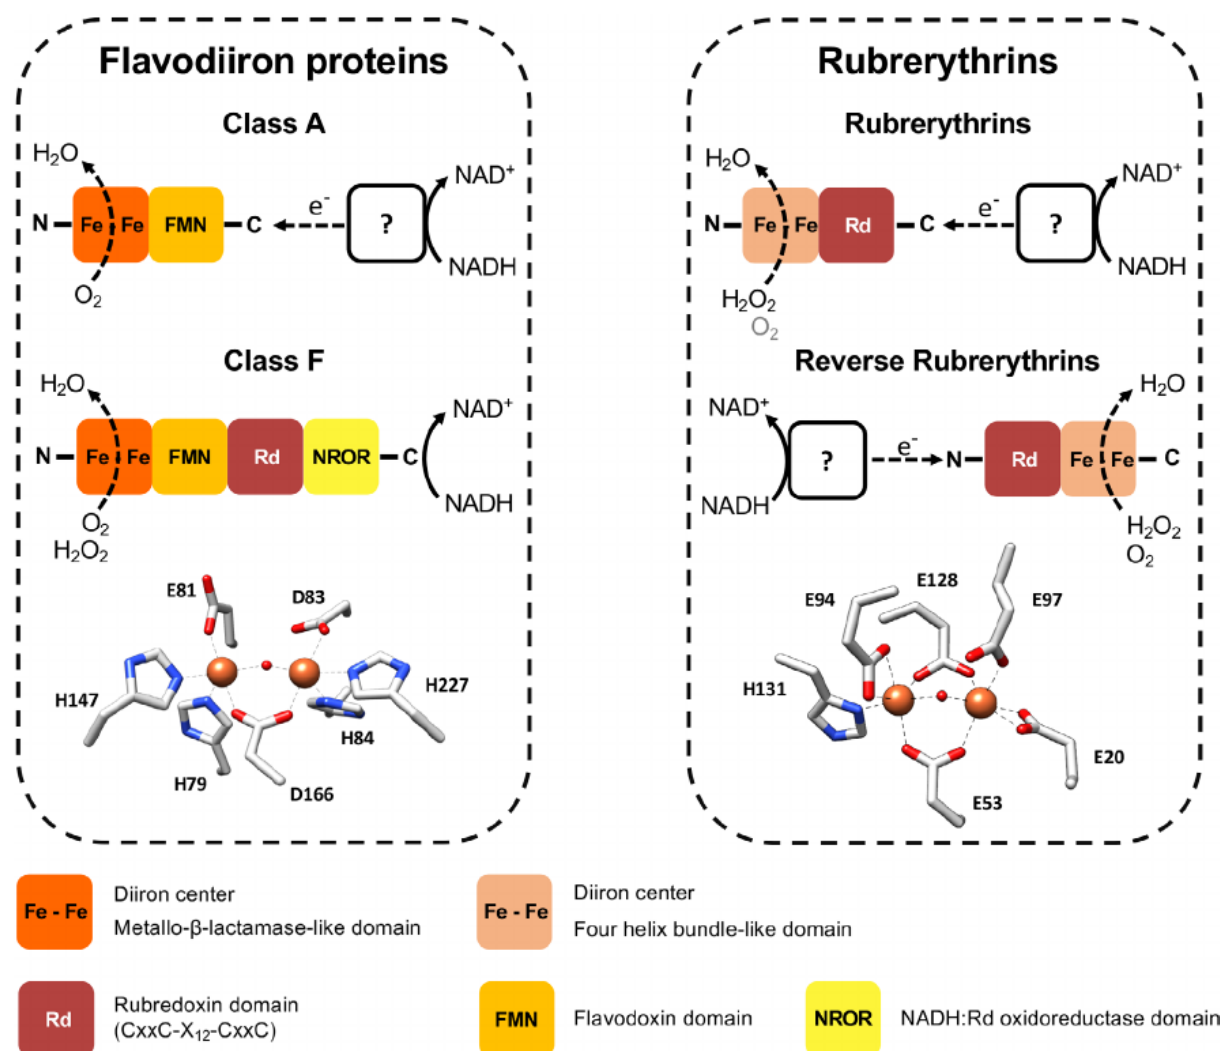 Flavodiiron proteins
Class A
H₂O
NAD⁺
N
Fe
Fe
FMN
C
e⁻
?
NADH
O₂
Class F
H₂O
NAD⁺
N
Fe
Fe
FMN
Rd
NROR
C
NADH
O₂
H₂O₂
E81
D83
H147
H227
H79
H84
D166
Rubrerythrins
Rubrerythrins
H₂O
NAD⁺
N
Fe
Fe
Rd
C
e⁻
?
NADH
H₂O₂
O₂
Reverse Rubrerythrins
NAD⁺
H₂O
?
e⁻
N
Rd
Fe
Fe
C
NADH
H₂O₂
O₂
E128
E94
E97
H131
E20
E53
Fe - Fe
Diiron center
Metallo-β-lactamase-like domain
Fe - Fe
Diiron center
Four helix bundle-like domain
Rd
Rubredoxin domain
(CxxC-X₁₂-CxxC)
FMN
Flavodoxin domain
NROR
NADH:Rd oxidoreductase domain